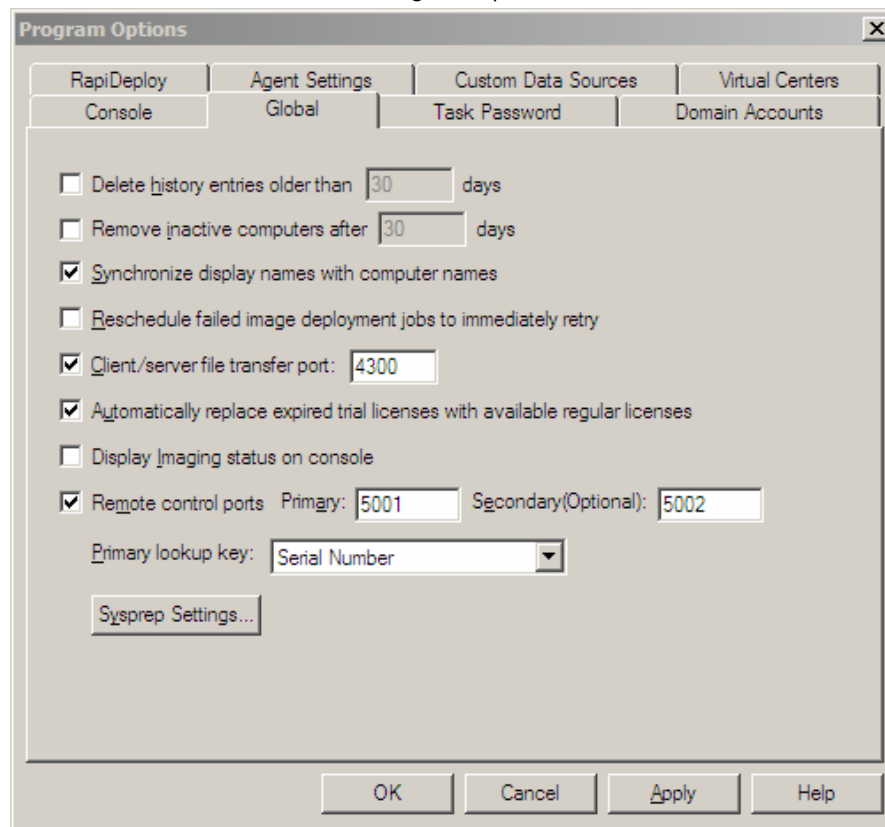 Program Options
RapiDeploy Agent Settings Custom Data Sources Virtual Centers
Console Global Task Password Domain Accounts
Delete history entries older than 30 days
Remove inactive computers after 30 days
Synchronize display names with computer names
Reschedule failed image deployment jobs to immediately retry
Client/server file transfer port: 4300
Automatically replace expired trial licenses with available regular licenses
Display Imaging status on console
Remote control ports Primary: 5001 Secondary(Optional): 5002
Primary lookup key: Serial Number
Sysprep Settings...
OK Cancel Apply Help